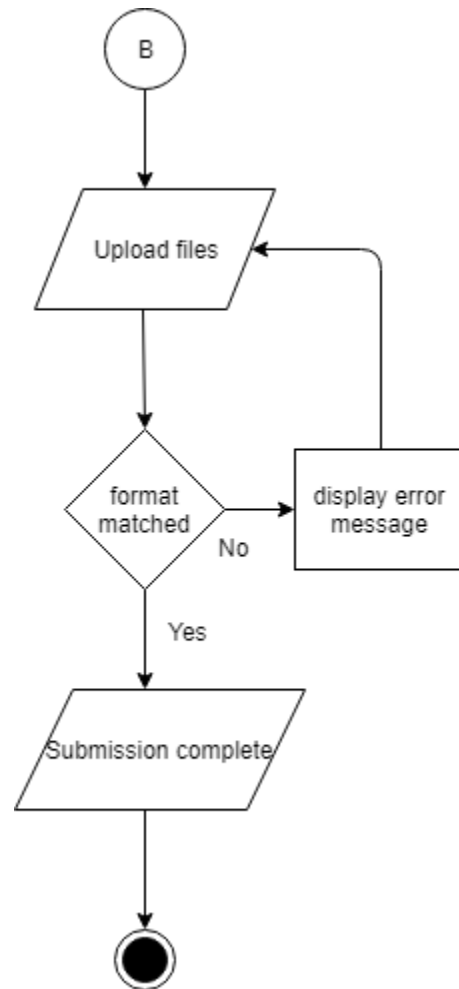 B
Upload files
format
matched
No
display error
message
Yes
Submission complete